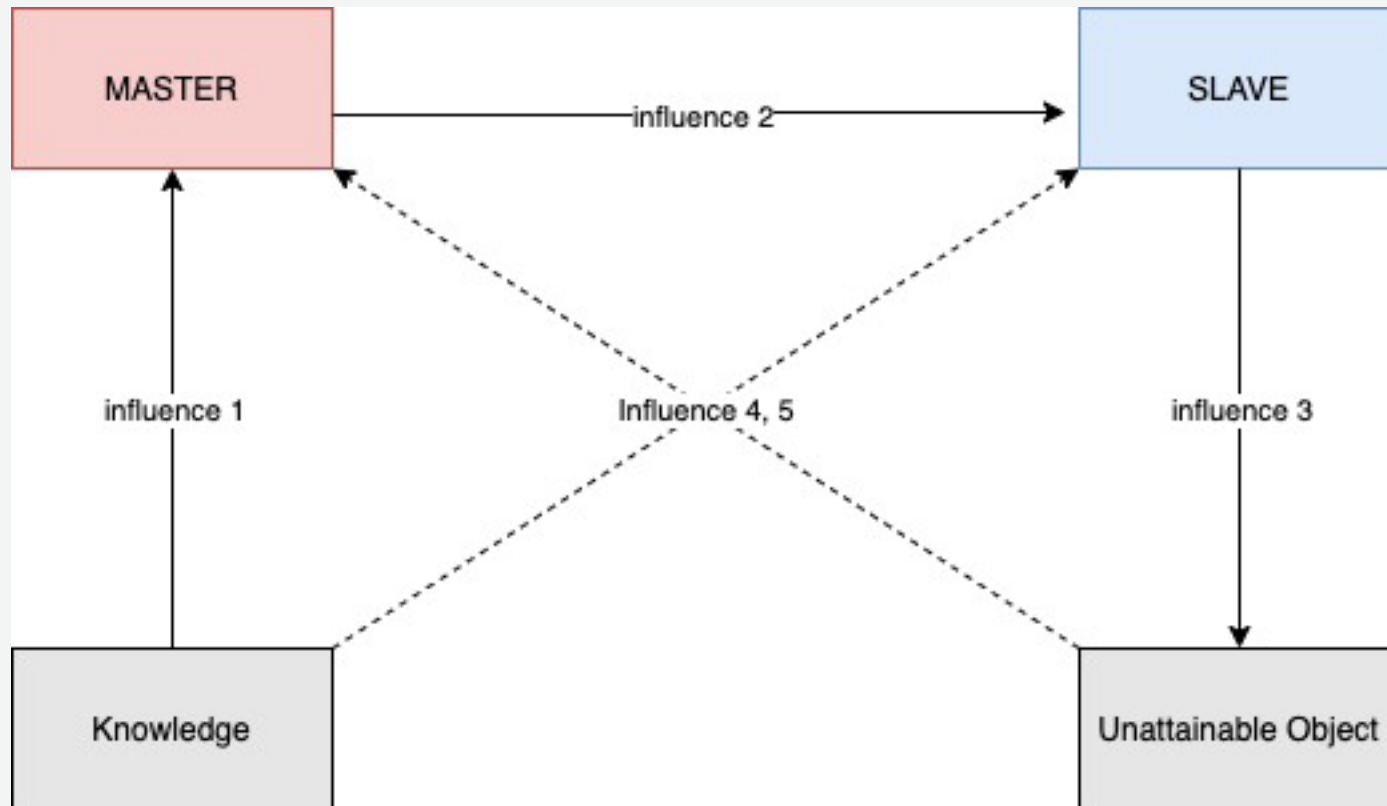 MASTER
SLAVE
influence 2
influence 1
Influence 4, 5
influence 3
Knowledge
Unattainable Object